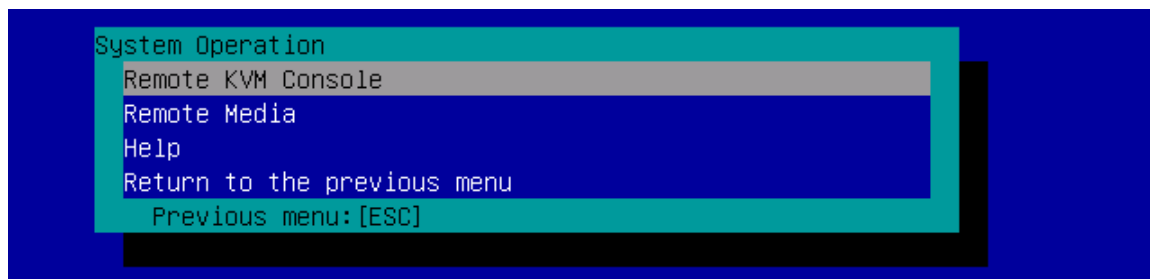 System Operation
Remote KVM Console
Remote Media
Help
Return to the previous menu
Previous menu:[ESC]